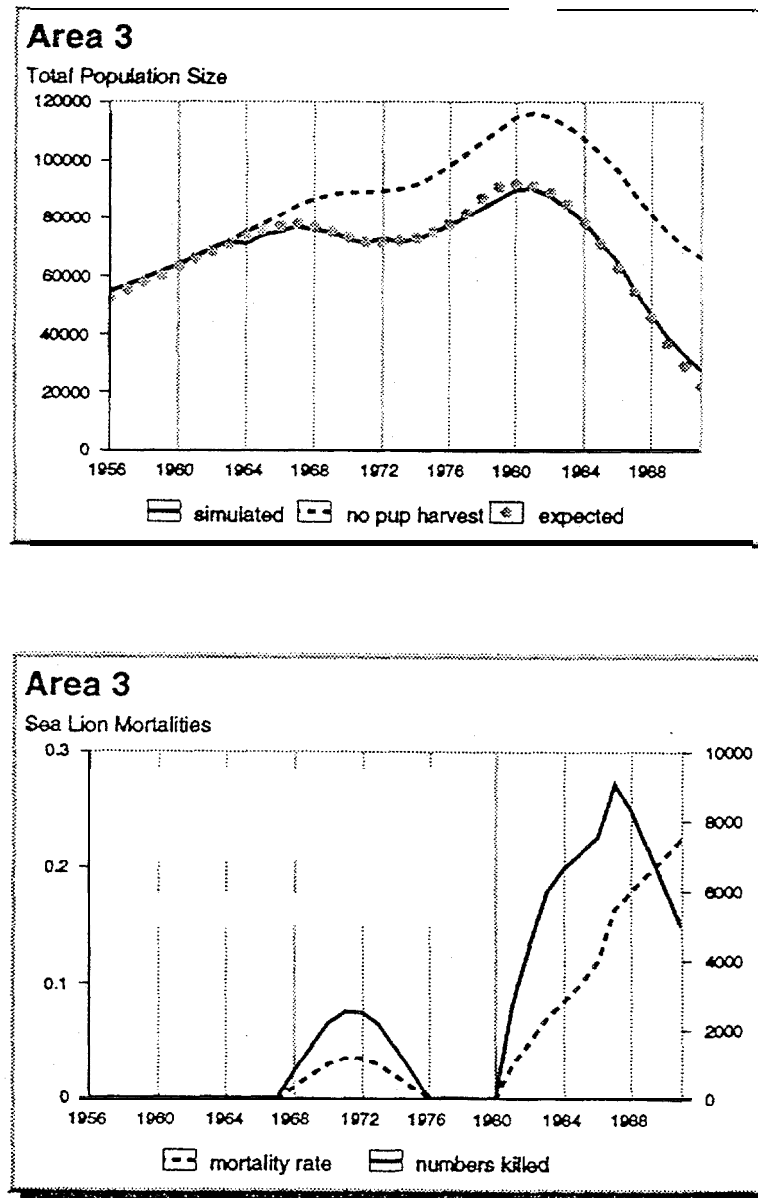 Area 3
Total Population Size
120000
100000
80000
60000
40000
20000
0
1956 1960 1964 1968 1972 1976 1980 1984 1988
simulated no pup harvest expected
Area 3
Sea Lion Mortalities
0.3 10000
8000
0.2
6000
4000
0.1
2000
0 0
1956 1960 1964 1968 1972 1976 1980 1984 1988
mortality rate numbers killed